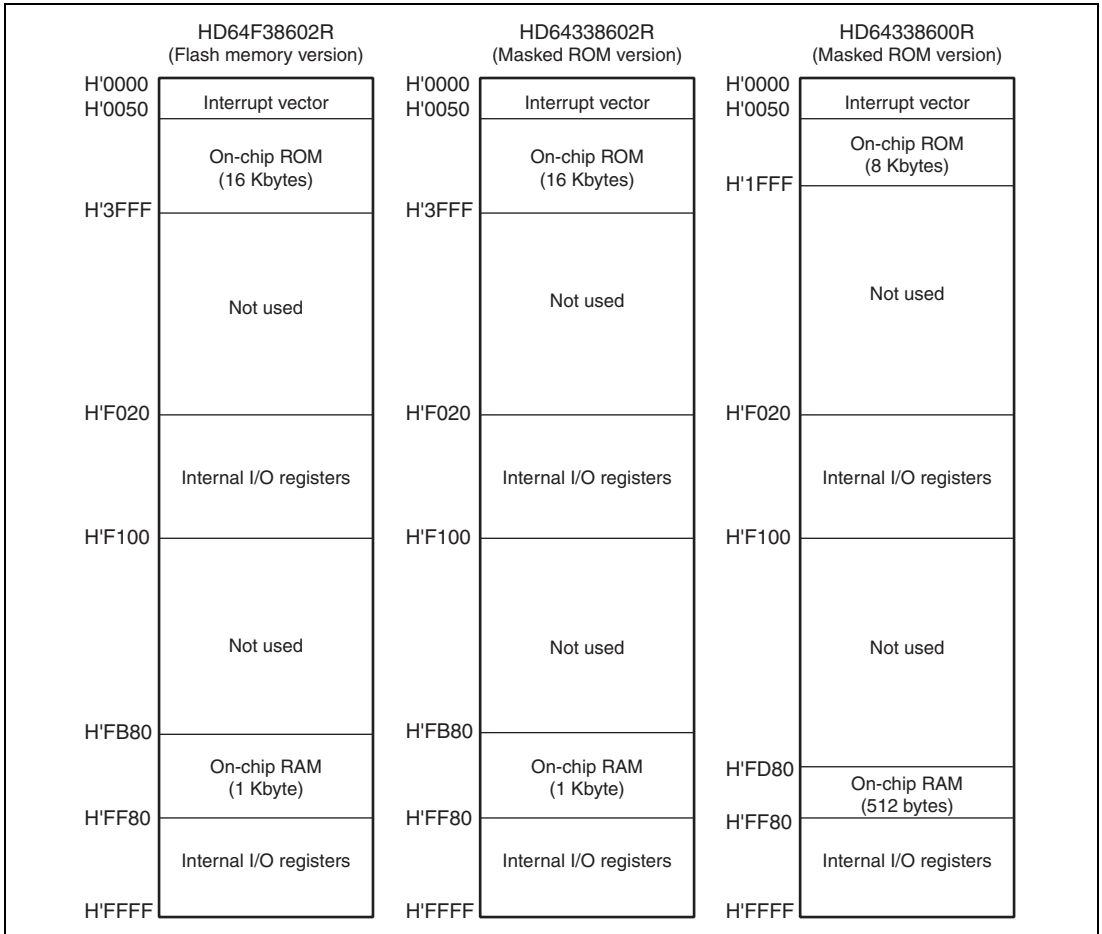 HD64F38602R
(Flash memory version)
H'0000
H'0050
Interrupt vector
On-chip ROM
(16 Kbytes)
H'3FFF
Not used
H'F020
Internal I/O registers
H'F100
Not used
H'FB80
On-chip RAM
(1 Kbyte)
H'FF80
Internal I/O registers
H'FFFF
HD64338602R
(Masked ROM version)
H'0000
H'0050
Interrupt vector
On-chip ROM
(16 Kbytes)
H'3FFF
Not used
H'F020
Internal I/O registers
H'F100
Not used
H'FB80
On-chip RAM
(1 Kbyte)
H'FF80
Internal I/O registers
H'FFFF
HD64338600R
(Masked ROM version)
H'0000
H'0050
Interrupt vector
On-chip ROM
(8 Kbytes)
H'1FFF
Not used
H'F020
Internal I/O registers
H'F100
Not used
H'FD80
On-chip RAM
(512 bytes)
H'FF80
Internal I/O registers
H'FFFF